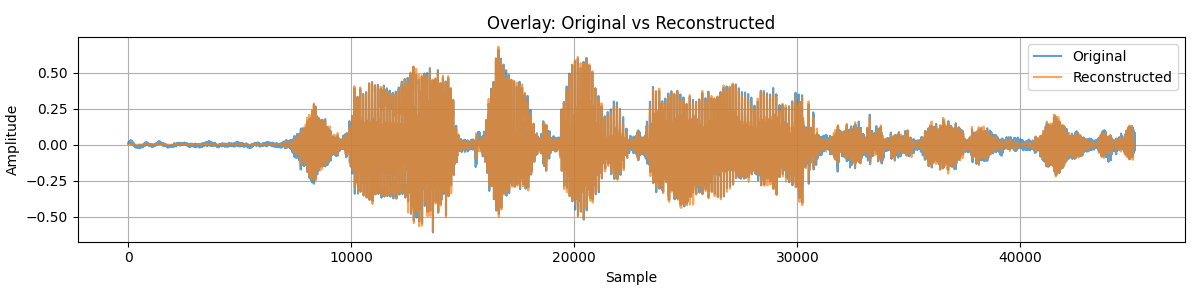 Overlay: Original vs Reconstructed
Original
Reconstructed
Amplitude
0.50
0.25
0.00
−0.25
−0.50
0 10000 20000 30000 40000
Sample